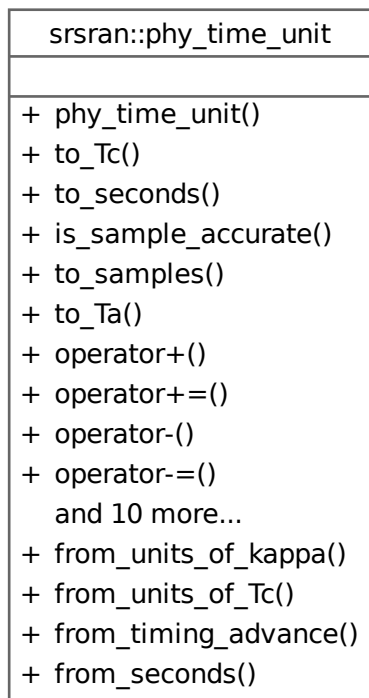 srsran::phy_time_unit
+ phy_time_unit()
+ to_Tc()
+ to_seconds()
+ is_sample_accurate()
+ to_samples()
+ to_Ta()
+ operator+()
+ operator+=()
+ operator-()
+ operator-=()
and 10 more...
+ from_units_of_kappa()
+ from_units_of_Tc()
+ from_timing_advance()
+ from_seconds()